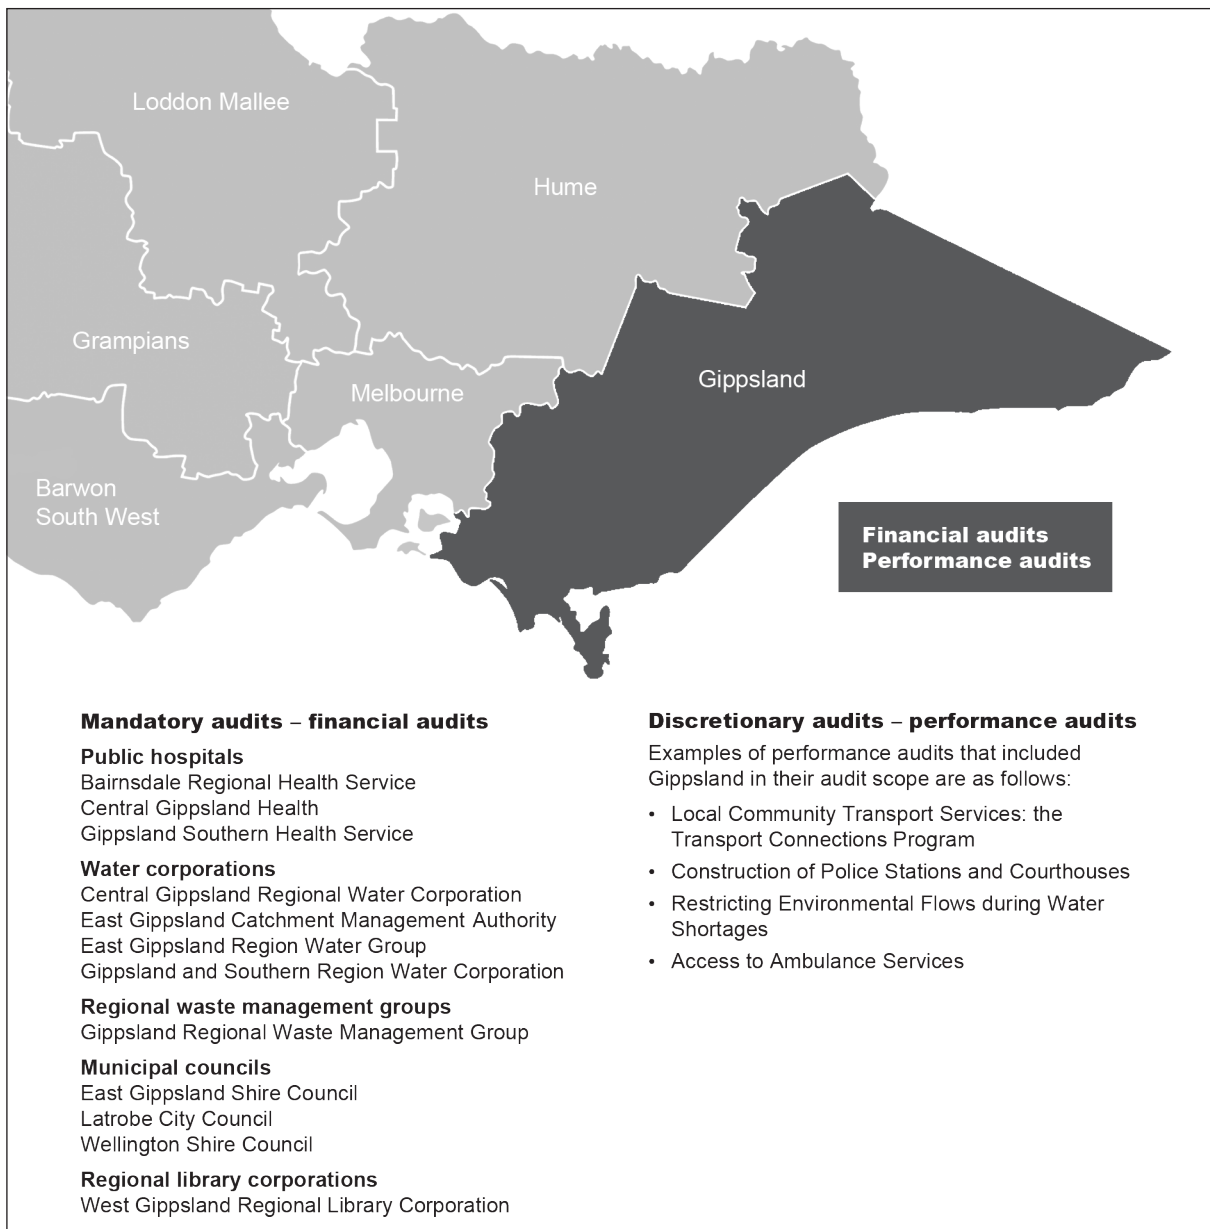 Loddon Mallee
Hume
Grampians
Melbourne
Gippsland
Barwon
South West
Financial audits
Performance audits
Mandatory audits – financial audits
Public hospitals
Bairnsdale Regional Health Service
Central Gippsland Health
Gippsland Southern Health Service
Water corporations
Central Gippsland Regional Water Corporation
East Gippsland Catchment Management Authority
East Gippsland Region Water Group
Gippsland and Southern Region Water Corporation
Regional waste management groups
Gippsland Regional Waste Management Group
Municipal councils
East Gippsland Shire Council
Latrobe City Council
Wellington Shire Council
Regional library corporations
West Gippsland Regional Library Corporation
Discretionary audits – performance audits
Examples of performance audits that included
Gippsland in their audit scope are as follows:
• Local Community Transport Services: the
Transport Connections Program
• Construction of Police Stations and Courthouses
• Restricting Environmental Flows during Water
Shortages
• Access to Ambulance Services